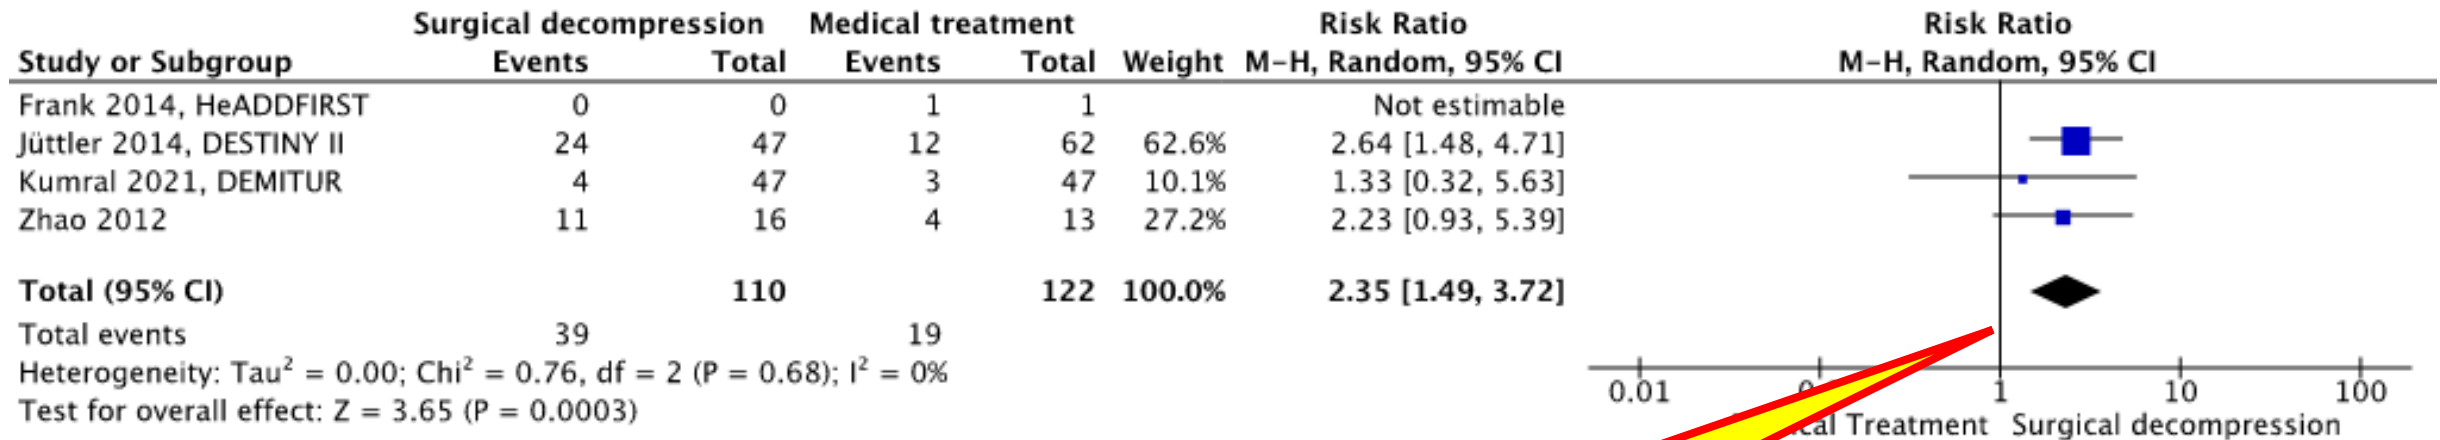 Surgical decompression Medical treatment Risk Ratio Risk Ratio
Study or Subgroup Events Total Events Total Weight M-H, Random, 95% CI M-H, Random, 95% CI
Frank 2014, HeADDFIRST 0 0 1 1 Not estimable
Jüttler 2014, DESTINY II 24 47 12 62 62.6% 2.64 [1.48, 4.71]
Kumral 2021, DEMITUR 4 47 3 47 10.1% 1.33 [0.32, 5.63]
Zhao 2012 11 16 4 13 27.2% 2.23 [0.93, 5.39]
Total (95% CI) 110 122 100.0% 2.35 [1.49, 3.72]
Total events 39 19
Heterogeneity: Tau² = 0.00; Chi² = 0.76, df = 2 (P = 0.68); I² = 0%
Test for overall effect: Z = 3.65 (P = 0.0003)
0.01 1 10 100
Treatment Surgical decompression